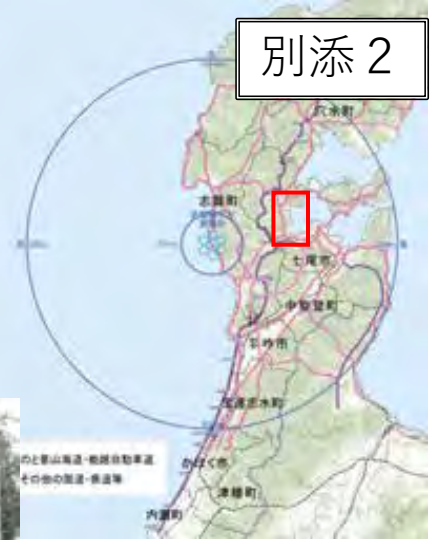 別添２
穴水町
志賀町
七尾市
中能登町
羽咋市
宝達志水町
のと里山海道・能越自動車道
その他の国道・県道等
かほく市
津幡町
内灘町